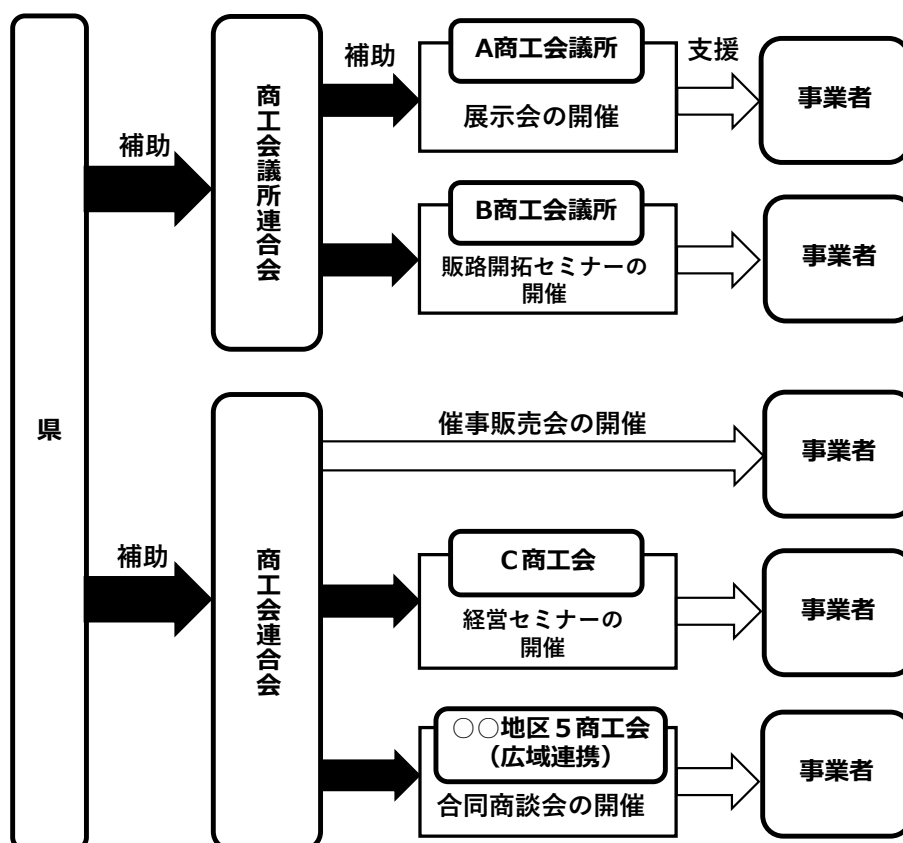 県
補助
商工会議所連合会
補助
A商工会議所
展示会の開催
支援
事業者
B商工会議所
販路開拓セミナーの
開催
事業者
補助
商工会連合会
催事販売会の開催
事業者
C商工会
経営セミナーの
開催
事業者
○○地区５商工会
（広域連携）
合同商談会の開催
事業者